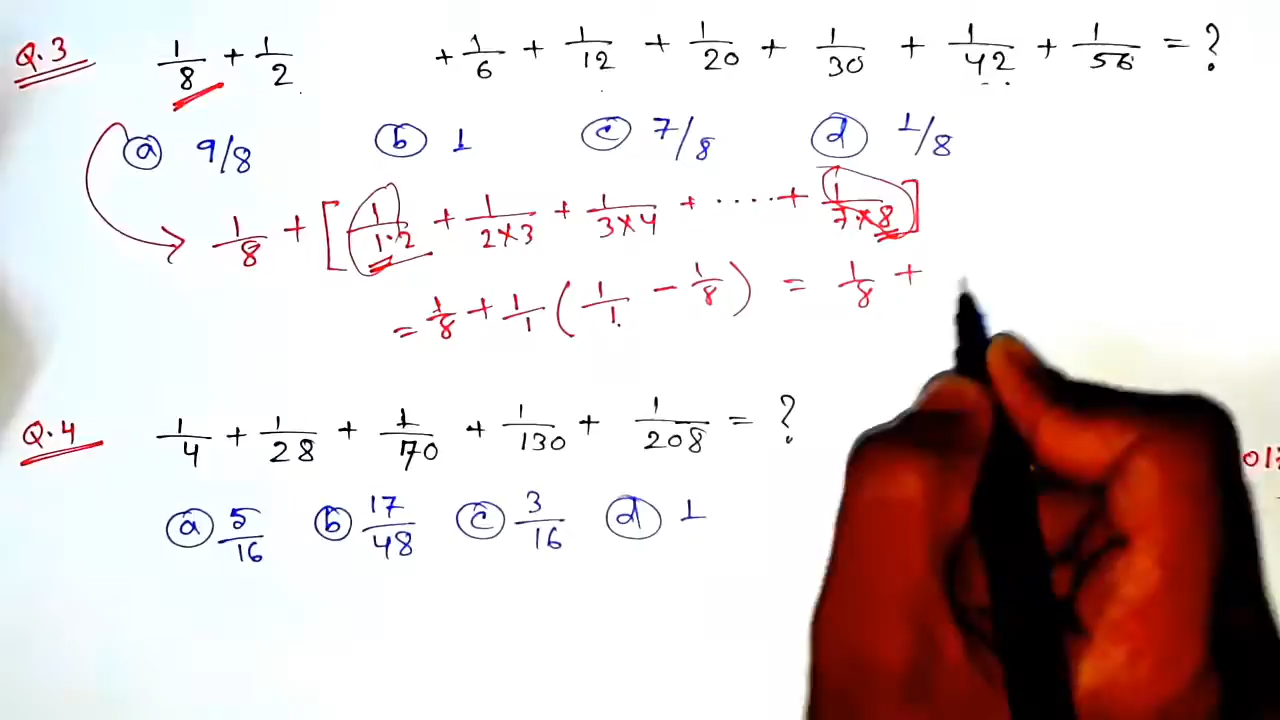 Q.3 1/8 + 1/2 + 1/6 + 1/12 + 1/20 + 1/30 + 1/42 + 1/56 = ?
(a) 9/8 (b) 1 (c) 7/8 (d) 1/8
1/8 + [ 1/1·2 + 1/2×3 + 1/3×4 + ····+ 1/7×8 ]
= 1/8 + 1/1 ( 1/1 - 1/8 ) = 1/8 +
Q.4 1/4 + 1/28 + 1/70 + 1/130 + 1/208 = ?
(a) 5/16 (b) 17/48 (c) 3/16 (d) 1